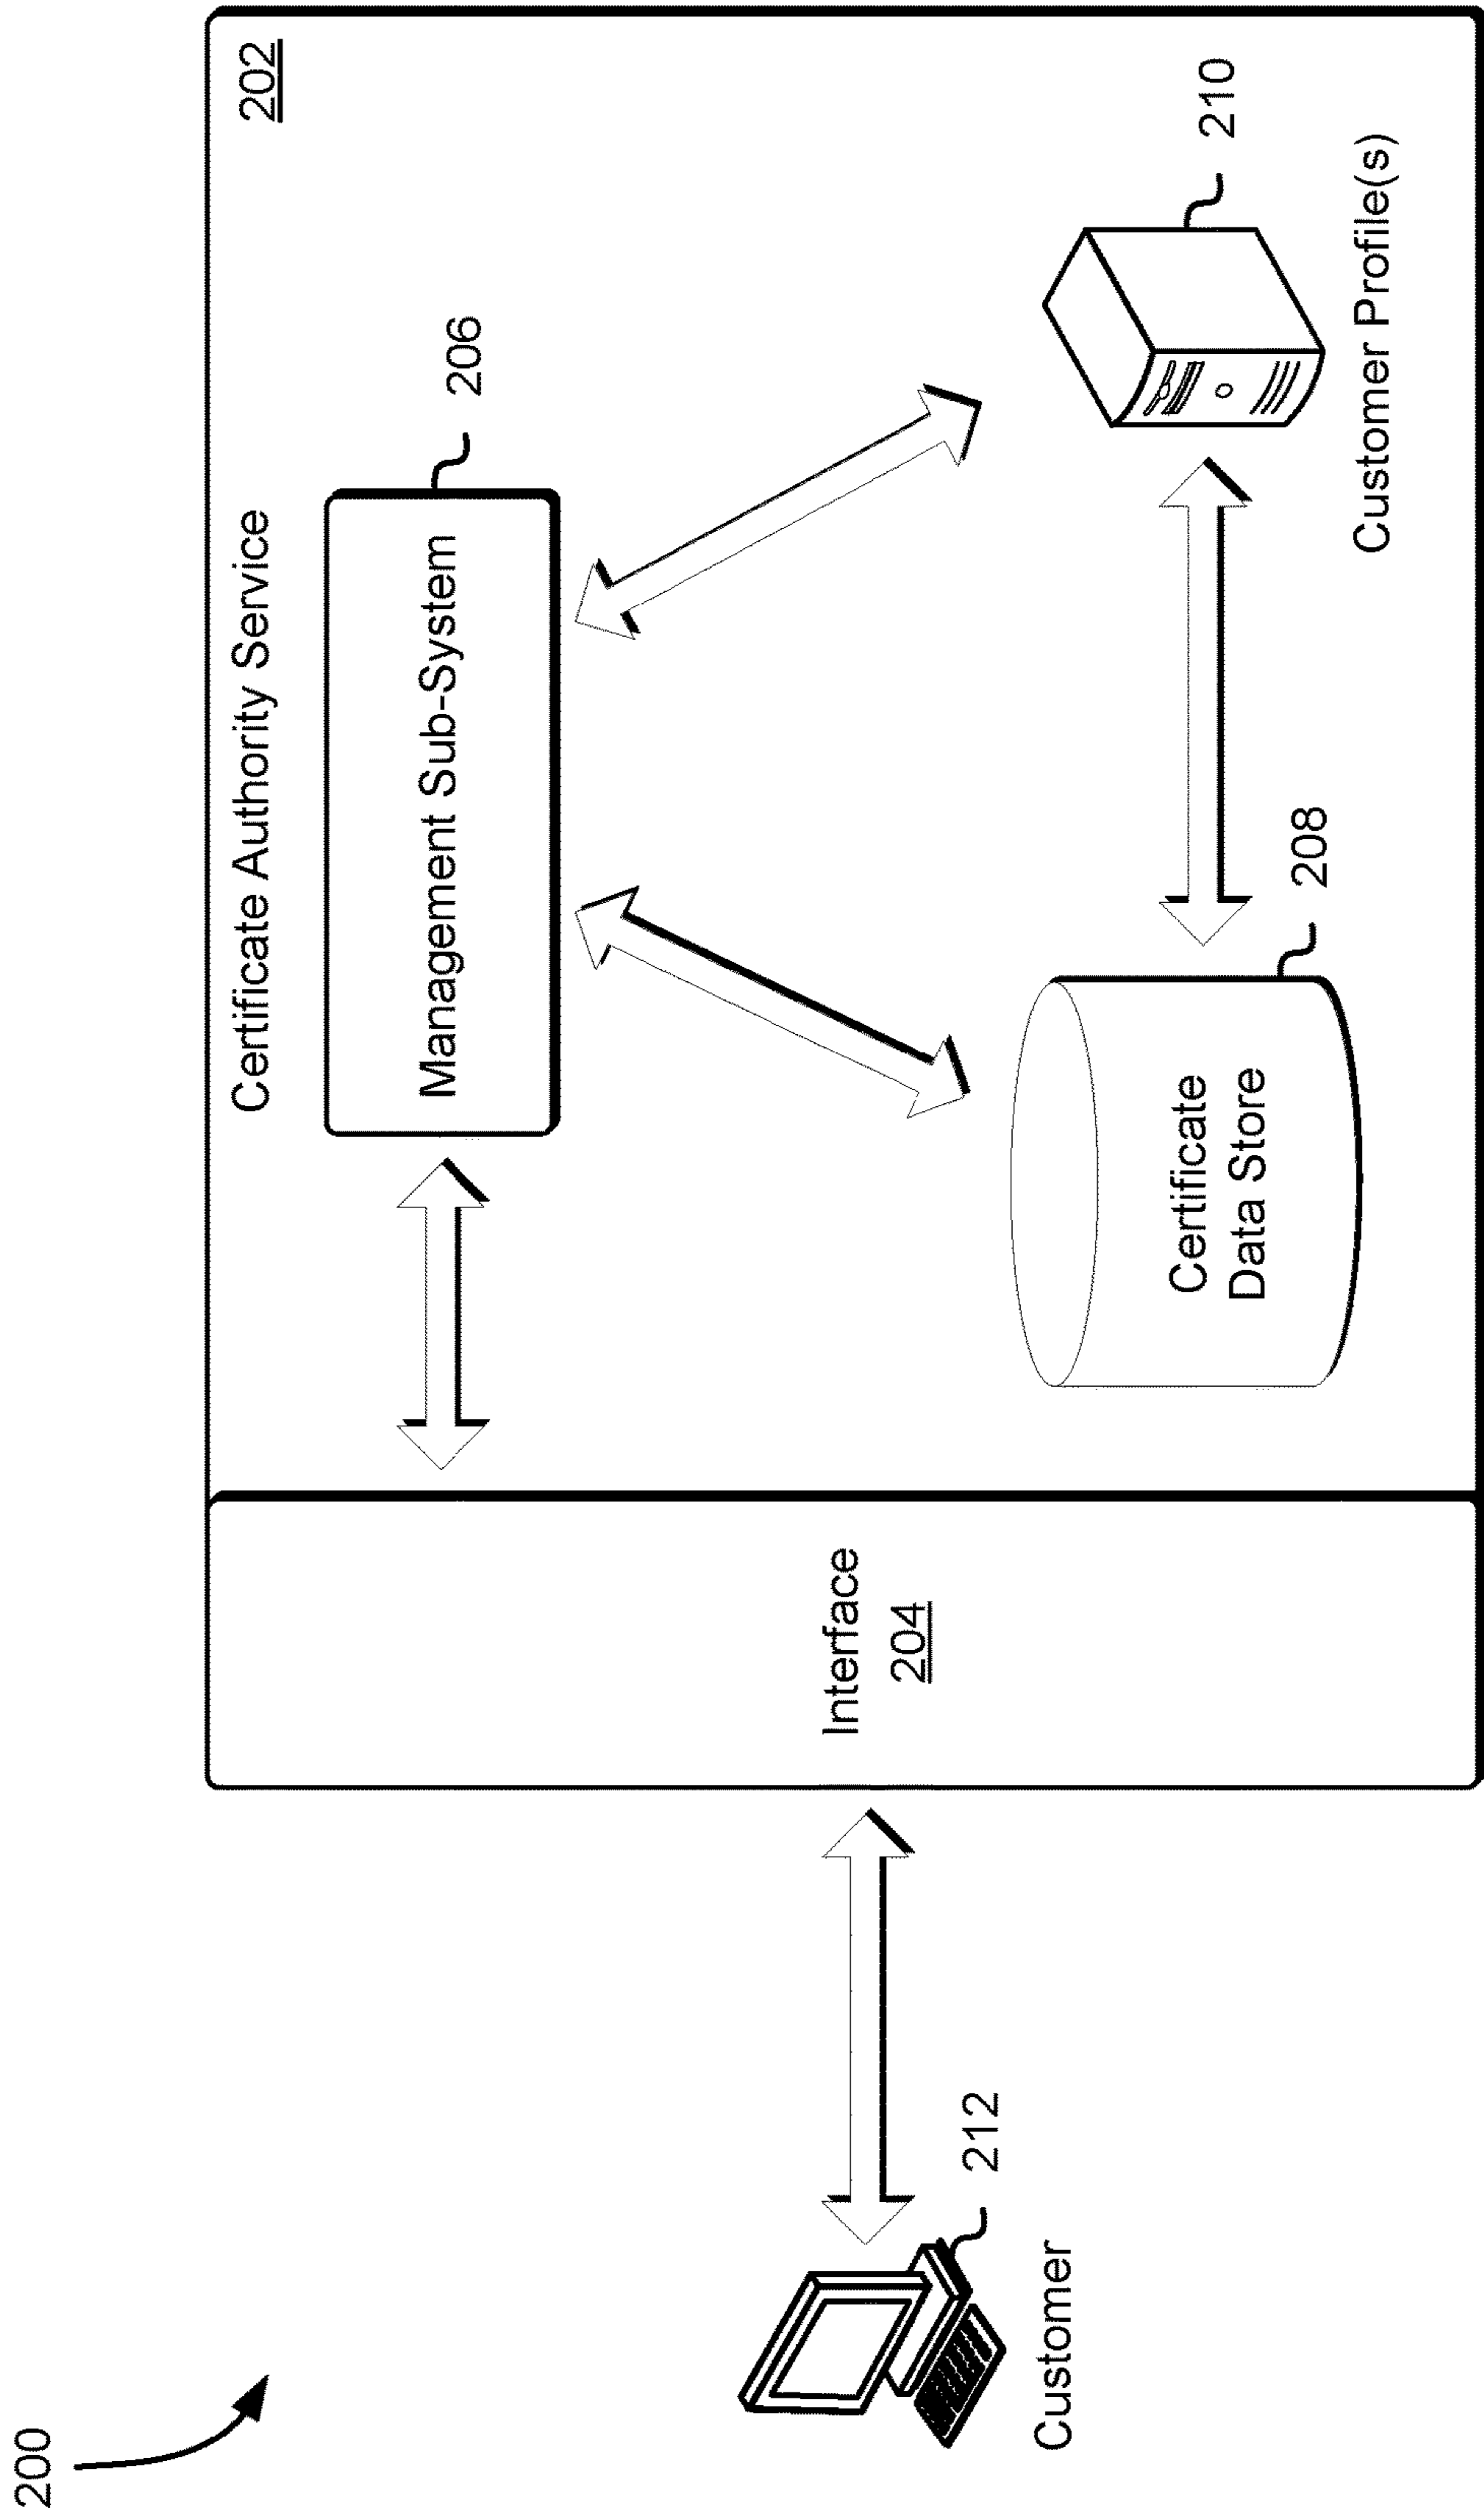 200
Certificate Authority Service
202
Management Sub-System
206
Interface
204
Customer
212
Certificate
Data Store
208
210
Customer Profile(s)